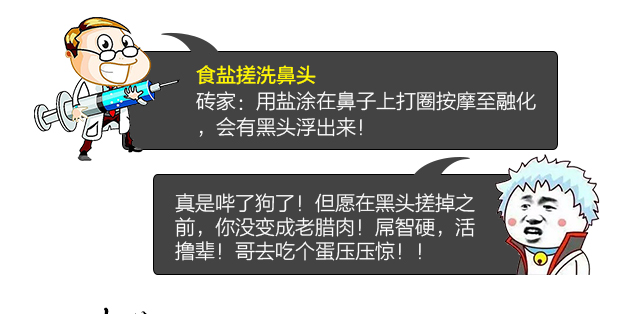 食盐搓洗鼻头
砖家：用盐涂在鼻子上打圈按摩至融化
，会有黑头浮出来！
真是哔了狗了！但愿在黑头搓掉之
前，你没变成老腊肉！屌智硬，活
撸辈！哥去吃个蛋压压惊！！